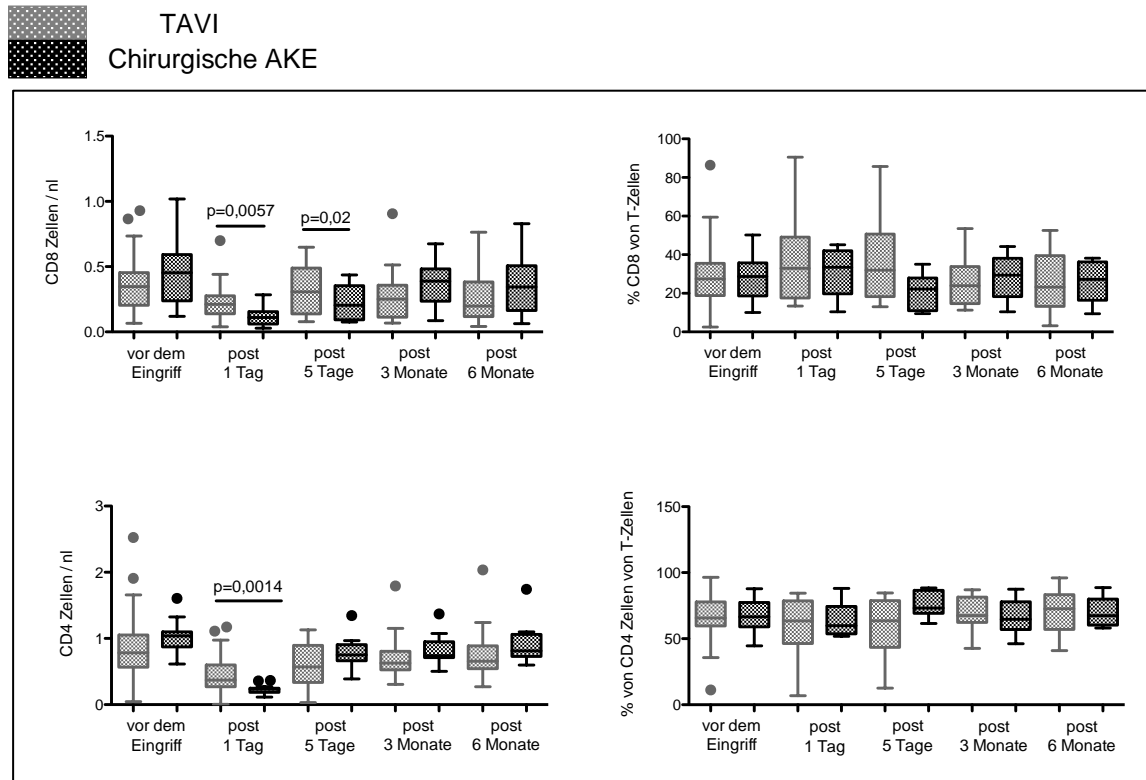 TAVI
Chirurgische AKE
CD8 Zellen / nl
1.5
1.0
0.5
0.0
p=0,0057
p=0,02
vor dem
Eingriff
post
1 Tag
post
5 Tage
post
3 Monate
post
6 Monate
% CD8 von T-Zellen
100
80
60
40
20
0
vor dem
Eingriff
post
1 Tag
post
5 Tage
post
3 Monate
post
6 Monate
CD4 Zellen / nl
3
2
1
0
p=0,0014
vor dem
Eingriff
post
1 Tag
post
5 Tage
post
3 Monate
post
6 Monate
% von CD4 Zellen von T-Zellen
150
100
50
0
vor dem
Eingriff
post
1 Tag
post
5 Tage
post
3 Monate
post
6 Monate